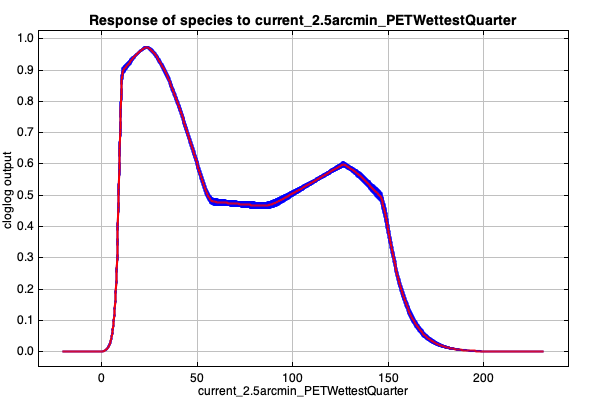 Response of species to current_2.5arcmin_PETWettestQuarter
1.0
0.9
0.8
0.7
0.6
0.5
0.4
0.3
0.2
0.1
0.0
cloglog output
0 50 100 150 200
current_2.5arcmin_PETWettestQuarter